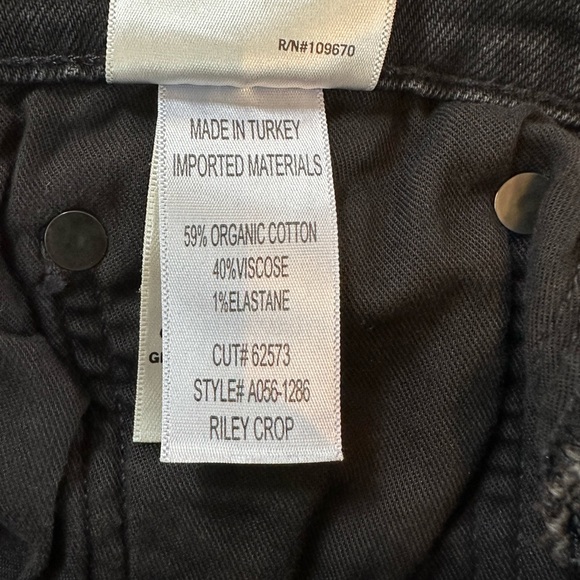 R/N#109670
MADE IN TURKEY
IMPORTED MATERIALS
59% ORGANIC COTTON
40%VISCOSE
1%ELASTANE
CUT# 62573
STYLE# A056-1286
RILEY CROP